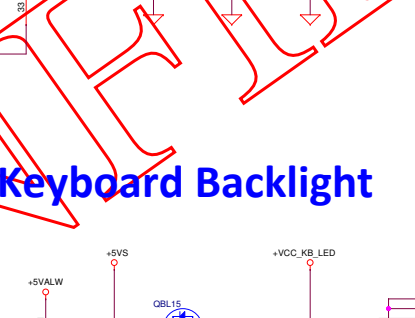 33
Keyboard Backlight
+5VS
+VCC_KB_LED
+5VALW
QBL15